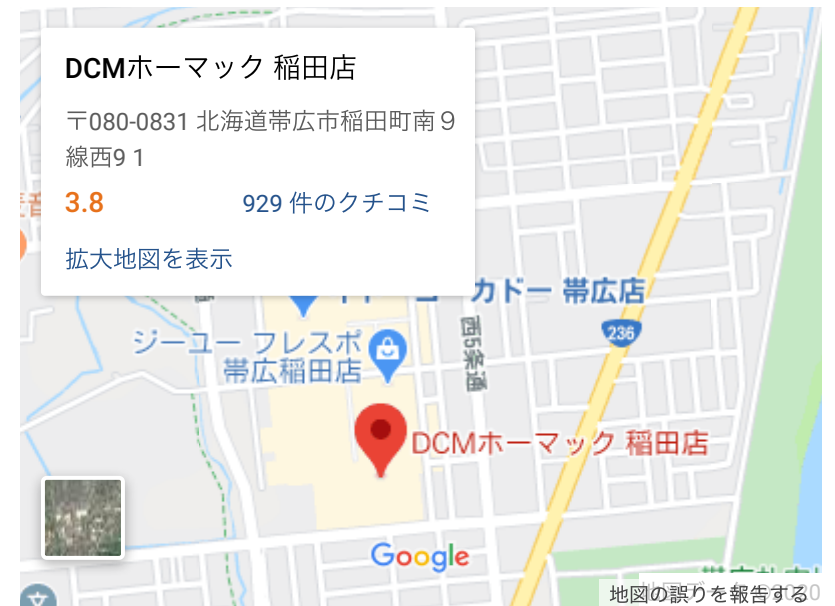 DCMホーマック 稲田店
〒080-0831 北海道帯広市稲田町南９
線西9 1
3.8
929 件のクチコミ
拡大地図を表示
カドー 帯広店
236
ジーユー フレスポ
帯広稲田店
西5条通
DCMホーマック 稲田店
Google
地図の誤りを報告する